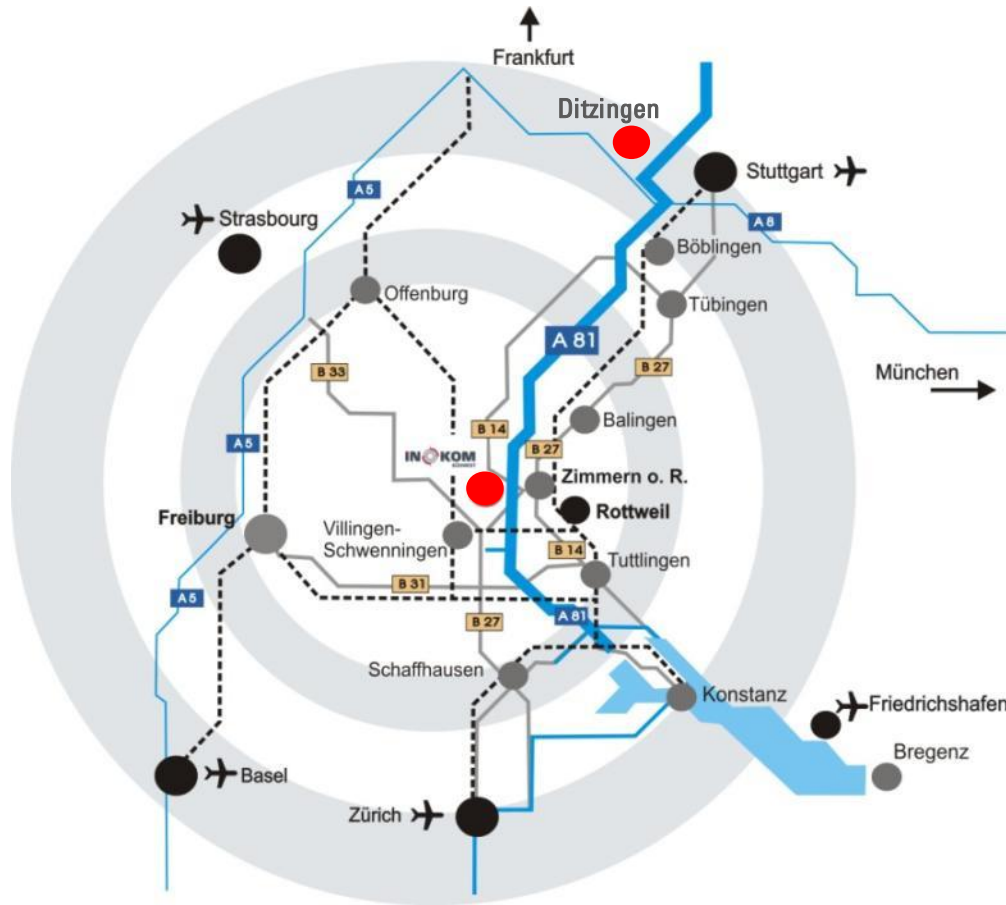 Frankfurt
Ditzingen
Stuttgart
A 5
Strasbourg
A 8
Böblingen
Offenburg
Tübingen
A 81
B 33
B 27
München
Balingen
B 14
A 5
B 27
INKOM
Zimmern o. R.
Freiburg
Rottweil
Villingen-
Schwenningen
B 14
Tuttlingen
B 31
A 5
B 27
A 81
Schaffhausen
Konstanz
Friedrichshafen
Bregenz
Basel
Zürich